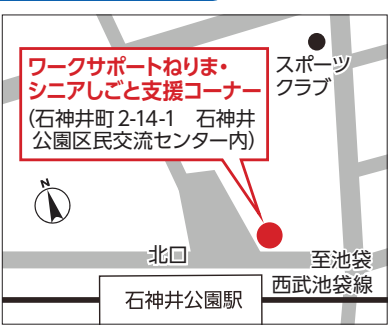 ワークサポートねりま・
シニアしごと支援コーナー
(石神井町2-14-1　石神井
公園区民交流センター内)
スポーツ
クラブ
N
北口
至池袋
西武池袋線
石神井公園駅